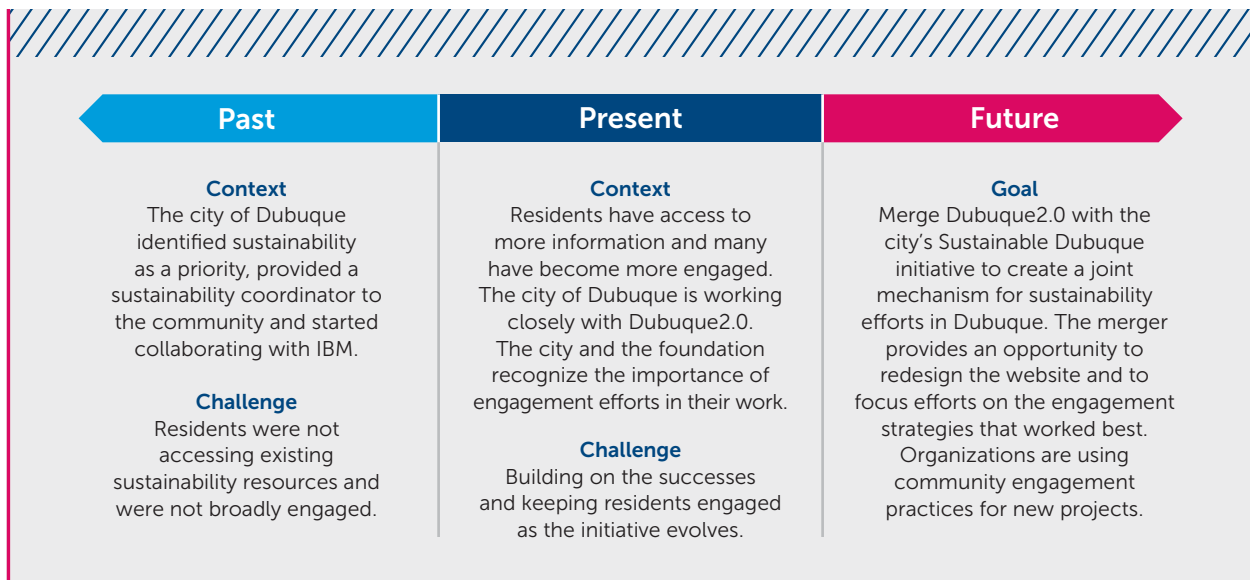 Past
Context
The city of Dubuque
identified sustainability
as a priority, provided a
sustainability coordinator to
the community and started
collaborating with IBM.
Challenge
Residents were not
accessing existing
sustainability resources and
were not broadly engaged.
Present
Context
Residents have access to
more information and many
have become more engaged.
The city of Dubuque is working
closely with Dubuque2.0.
The city and the foundation
recognize the importance of
engagement efforts in their work.
Challenge
Building on the successes
and keeping residents engaged
as the initiative evolves.
Future
Goal
Merge Dubuque2.0 with the
city’s Sustainable Dubuque
initiative to create a joint
mechanism for sustainability
efforts in Dubuque. The merger
provides an opportunity to
redesign the website and to
focus efforts on the engagement
strategies that worked best.
Organizations are using
community engagement
practices for new projects.